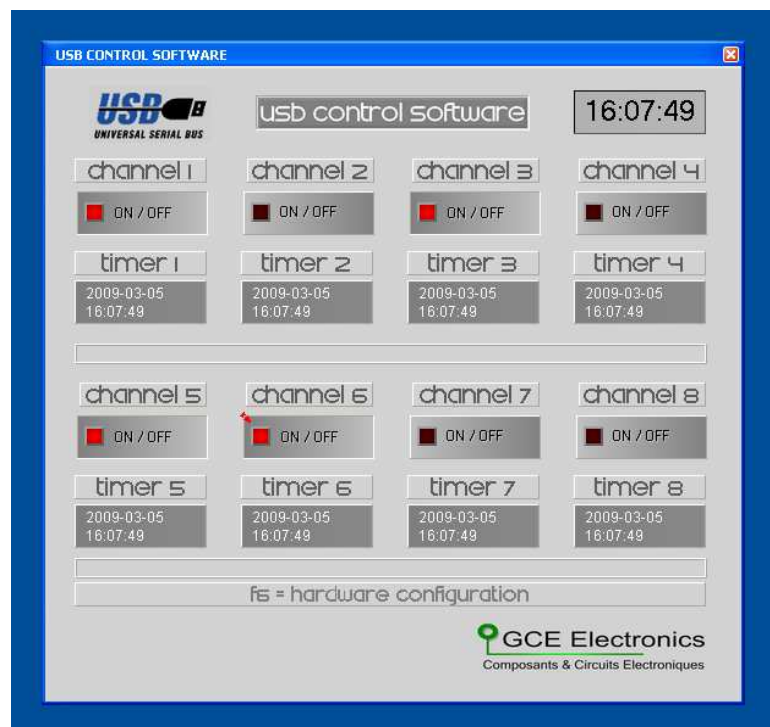 USB CONTROL SOFTWARE
USB
UNIVERSAL SERIAL BUS
usb control software
16:07:49
channel 1
channel 2
channel 3
channel 4
ON / OFF
ON / OFF
ON / OFF
ON / OFF
timer 1
timer 2
timer 3
timer 4
2009-03-05
16:07:49
2009-03-05
16:07:49
2009-03-05
16:07:49
2009-03-05
16:07:49
channel 5
channel 6
channel 7
channel 8
ON / OFF
ON / OFF
ON / OFF
ON / OFF
timer 5
timer 6
timer 7
timer 8
2009-03-05
16:07:49
2009-03-05
16:07:49
2009-03-05
16:07:49
2009-03-05
16:07:49
f6 = hardware configuration
GCE Electronics
Composants & Circuits Electroniques